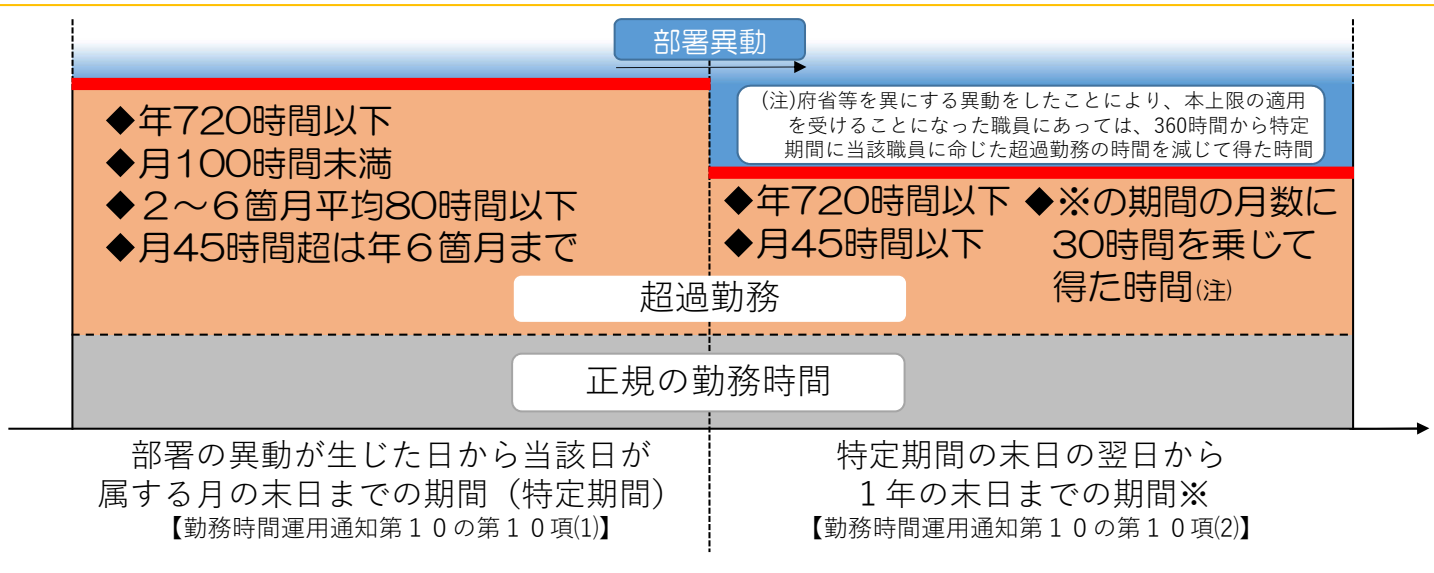 部署異動
◆年720時間以下
◆月100時間未満
◆２～６箇月平均80時間以下
◆月45時間超は年６箇月まで
(注)府省等を異にする異動をしたことにより、本上限の適用
を受けることになった職員にあっては、360時間から特定
期間に当該職員に命じた超過勤務の時間を減じて得た時間
◆年720時間以下
◆月45時間以下
◆※の期間の月数に
30時間を乗じて
得た時間(注)
超過勤務
正規の勤務時間
部署の異動が生じた日から当該日が
属する月の末日までの期間（特定期間）
【勤務時間運用通知第１０の第１０項⑴】
特定期間の末日の翌日から
１年の末日までの期間※
【勤務時間運用通知第１０の第１０項⑵】